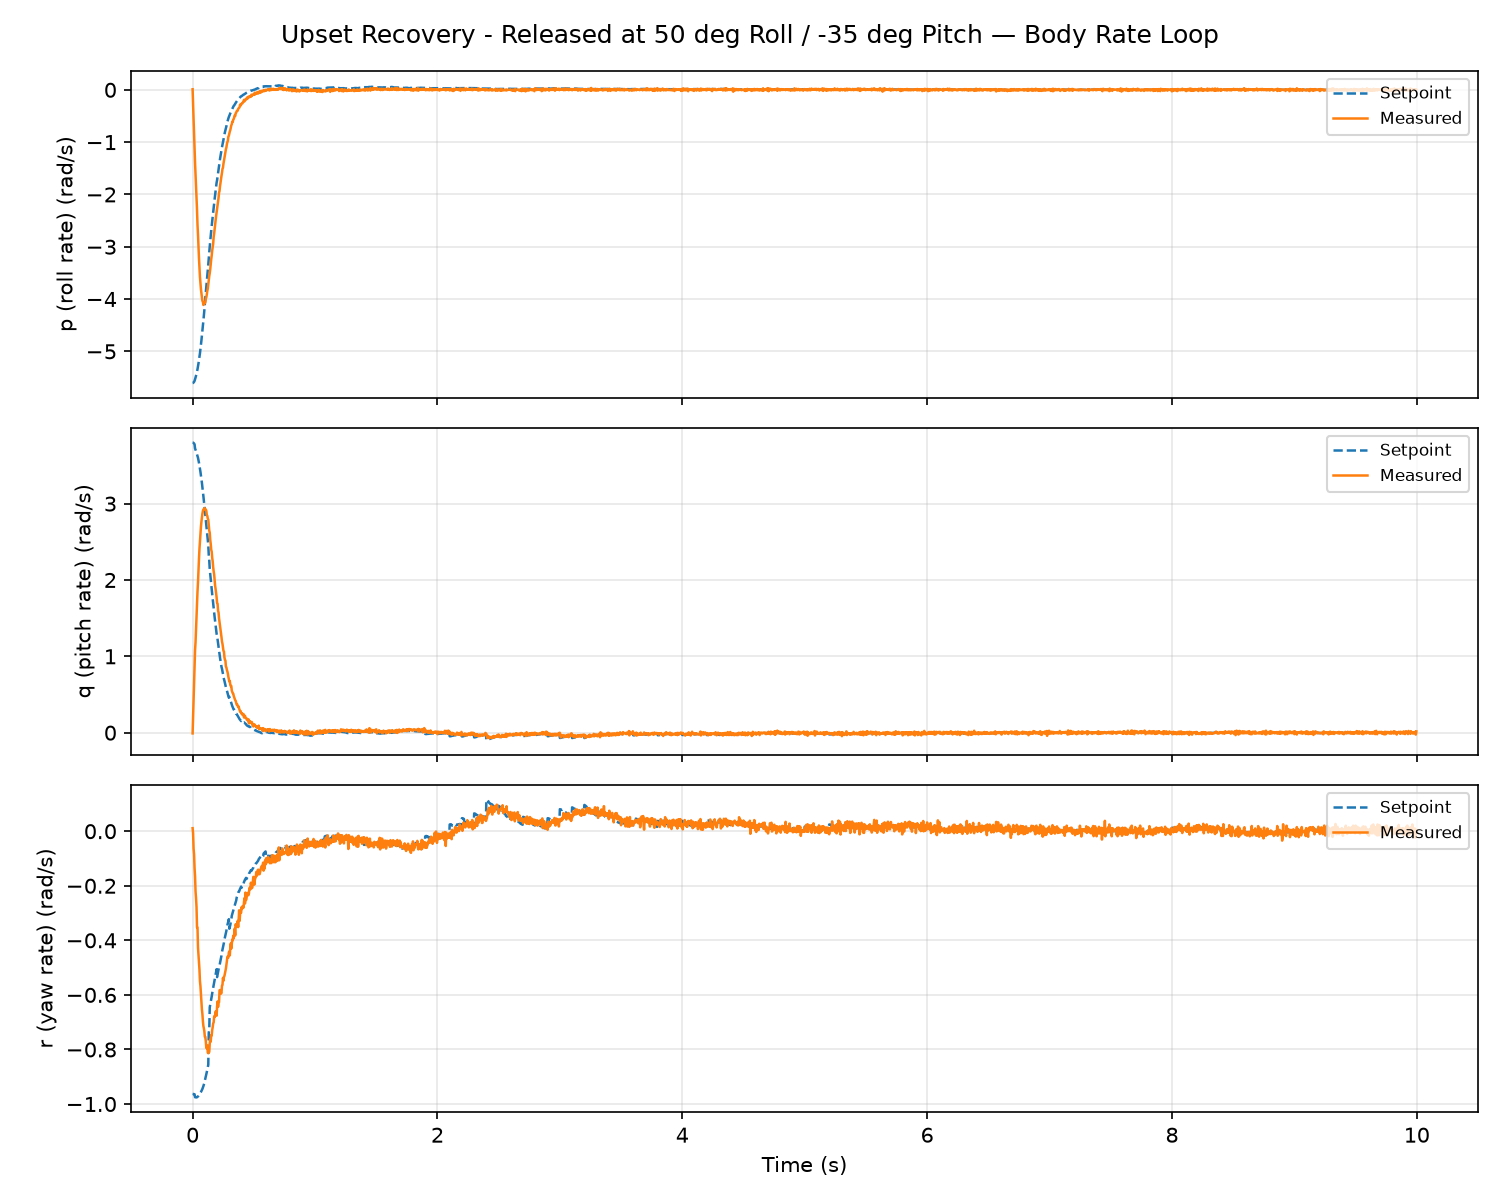 Upset Recovery - Released at 50 deg Roll / -35 deg Pitch — Body Rate Loop
p (roll rate) (rad/s)
0
−1
−2
−3
−4
−5
Setpoint
Measured
q (pitch rate) (rad/s)
3
2
1
0
Setpoint
Measured
r (yaw rate) (rad/s)
0.0
−0.2
−0.4
−0.6
−0.8
−1.0
Setpoint
Measured
0 2 4 6 8 10
Time (s)